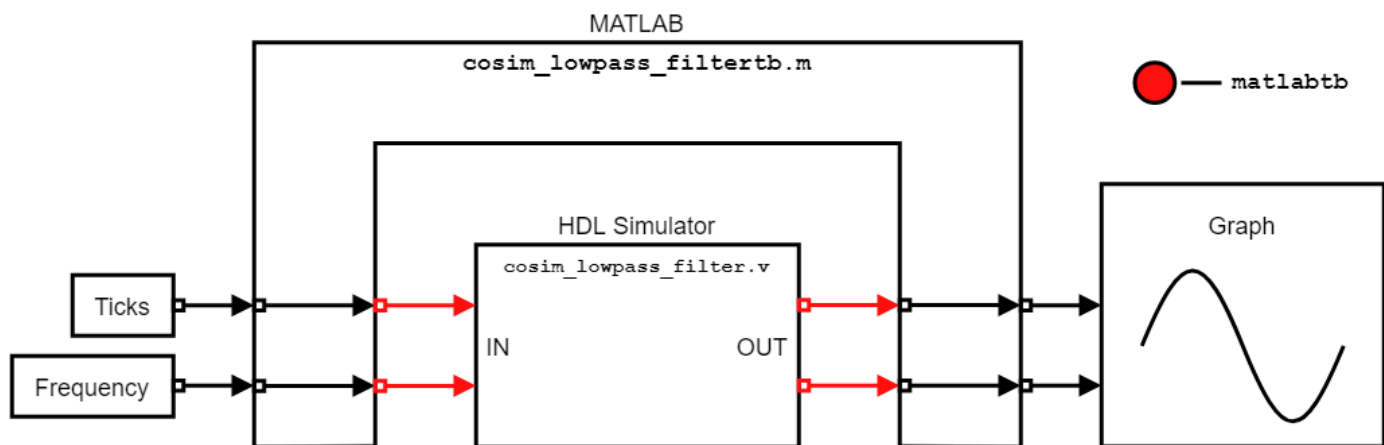 MATLAB
cosim_lowpass_filtertb.m
matlabtb
HDL Simulator
Graph
cosim_lowpass_filter.v
Ticks
IN
OUT
Frequency